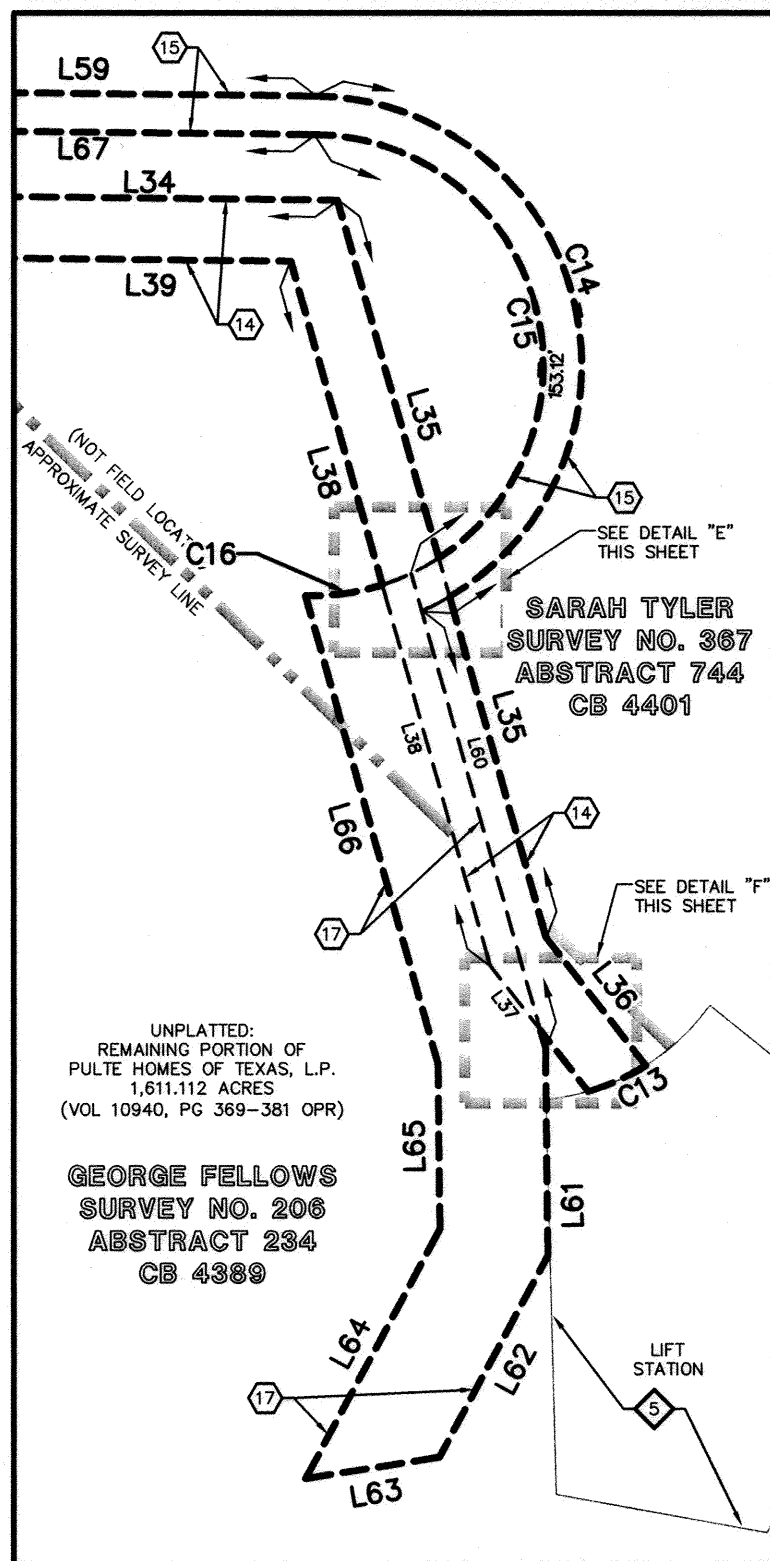 15
L59
L67
L34
L39
14
C14
C15
153.12'
L35
L38
15
(NOT FIELD
APPROXIMATE SURVEY LINE
C16
SEE DETAIL "E"
THIS SHEET
SARAH TYLER
SURVEY NO. 367
ABSTRACT 744
CB 4401
L38
L60
L35
14
L66
17
SEE DETAIL "F"
THIS SHEET
L36
L37
C13
UNPLATTED:
REMAINING PORTION OF
PULTE HOMES OF TEXAS, L.P.
1,611.112 ACRES
(VOL 10940, PG 369-381 OPR)
L65
L61
GEORGE FELLOWS
SURVEY NO. 206
ABSTRACT 234
CB 4389
L64
L62
LIFT
STATION
5
17
L63